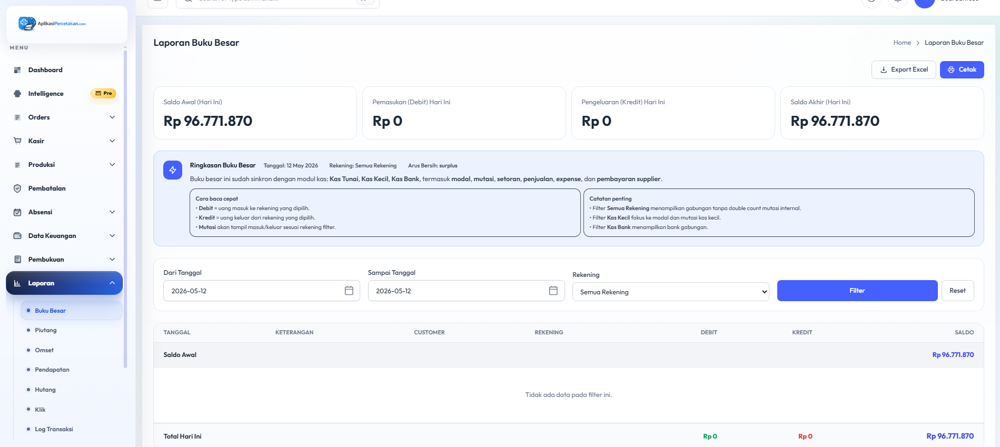 AplikasiPercetakan.com
MENU
Dashboard
Intelligence
Pro
Orders
Kasir
Produksi
Pembatalan
Absensi
Data Keuangan
Pembukuan
Laporan
Buku Besar
Piutang
Omset
Pendapatan
Hutang
Klik
Log Transaksi
Laporan Buku Besar
Home > Laporan Buku Besar
Export Excel
Cetak
Saldo Awal (Hari Ini)
Rp 96.771.870
Pemasukan (Debit) Hari Ini
Rp 0
Pengeluaran (Kredit) Hari Ini
Rp 0
Saldo Akhir (Hari Ini)
Rp 96.771.870
Ringkasan Buku Besar Tanggal: 12 May 2026 Rekening: Semua Rekening Arus Bersih: surplus
Buku besar ini sudah sinkron dengan modul kas: Kas Tunai, Kas Kecil, Kas Bank, termasuk modal, mutasi, setoran, penjualan, expense, dan pembayaran supplier.
Cara baca cepat
• Debit = uang masuk ke rekening yang dipilih.
• Kredit = uang keluar dari rekening yang dipilih.
• Mutasi akan tampil masuk/keluar sesuai rekening filter.
Catatan penting
• Filter Semua Rekening menampilkan gabungan tanpa double count mutasi internal.
• Filter Kas Kecil fokus ke modal dan mutasi kas kecil.
• Filter Kas Bank menampilkan bank gabungan.
Dari Tanggal
2026-05-12
Sampai Tanggal
2026-05-12
Rekening
Semua Rekening
Filter
Reset
TANGGAL KETERANGAN CUSTOMER REKENING DEBIT KREDIT SALDO
Saldo Awal Rp 96.771.870
Tidak ada data pada filter ini.
Total Hari Ini Rp 0 Rp 0 Rp 96.771.870